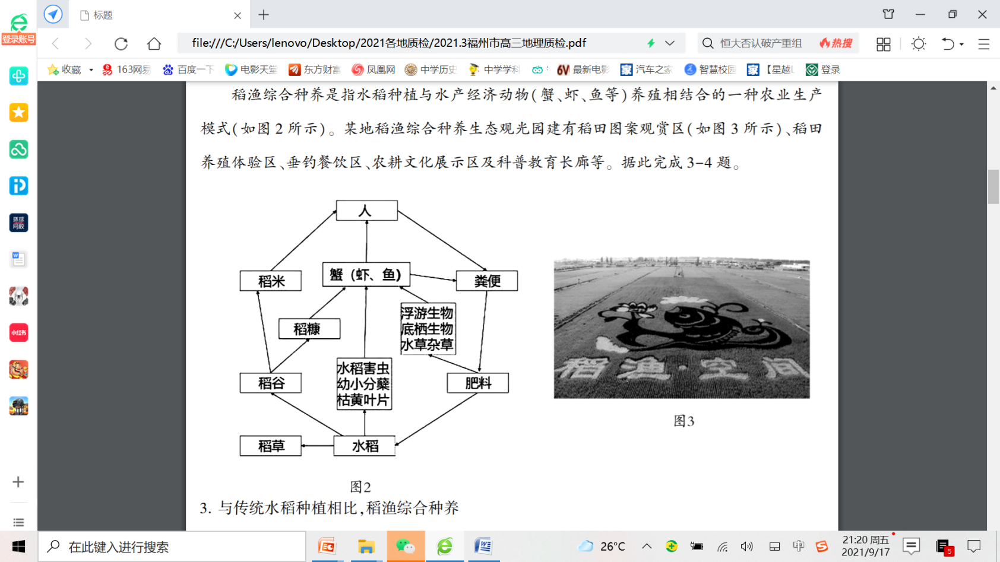 标题
登录账号
file:///C:/Users/lenovo/Desktop/2021各地质检/2021.3福州市高三地理质检.pdf
恒大否认破产重组
热搜
收藏
163网易
百度一下
电影天堂
东方财富
凤凰网
中学历史
中学学科
6V
最新电影
家
汽车之家
智慧校园
家
【星越L
登录
环球
网校
小红书
稻渔综合种养是指水稻种植与水产经济动物(蟹、虾、鱼等)养殖相结合的一种农业生产
模式(如图2所示)。某地稻渔综合种养生态观光园建有稻田图案观赏区(如图3所示)、稻田
养殖体验区、垂钓餐饮区、农耕文化展示区及科普教育长廊等。据此完成3-4题。
人
稻米
蟹（虾、鱼）
粪便
稻糠
浮游生物
底栖生物
水草杂草
稻谷
水稻害虫
幼小分蘖
枯黄叶片
肥料
稻草
水稻
图2
稻渔·空间
图3
3. 与传统水稻种植相比,稻渔综合种养
在此键入进行搜索
26°C
中
21:20 周五
2021/9/17
5